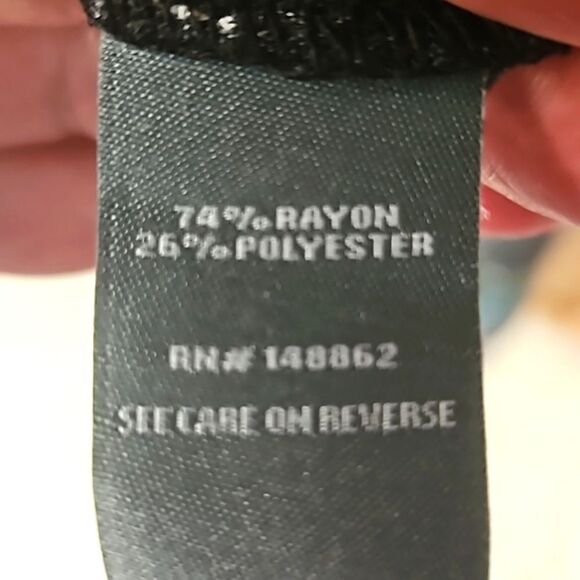 74% RAYON
26% POLYESTER
RN# 148862
SEE CARE ON REVERSE